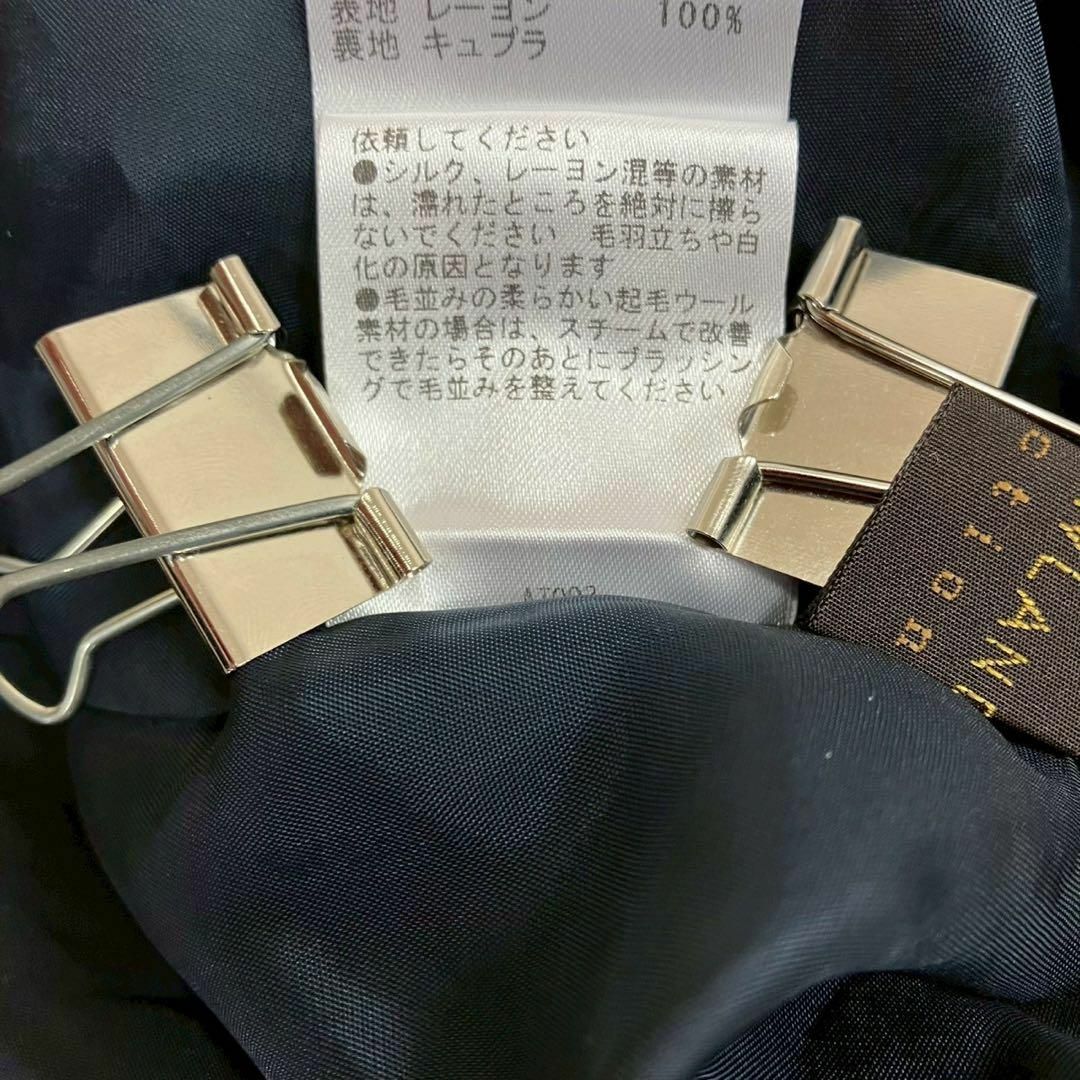 表地 レーヨン 100%
裏地 キュプラ
依頼してください
●シルク、レーヨン混等の素材
は、濡れたところを絶対に擦ら
ないでください 毛羽立ちや白
化の原因となります
●毛並みの柔らかい起毛ウール
素材の場合は、スチームで改善
できたらそのあとにブラッシン
グで毛並みを整えてください